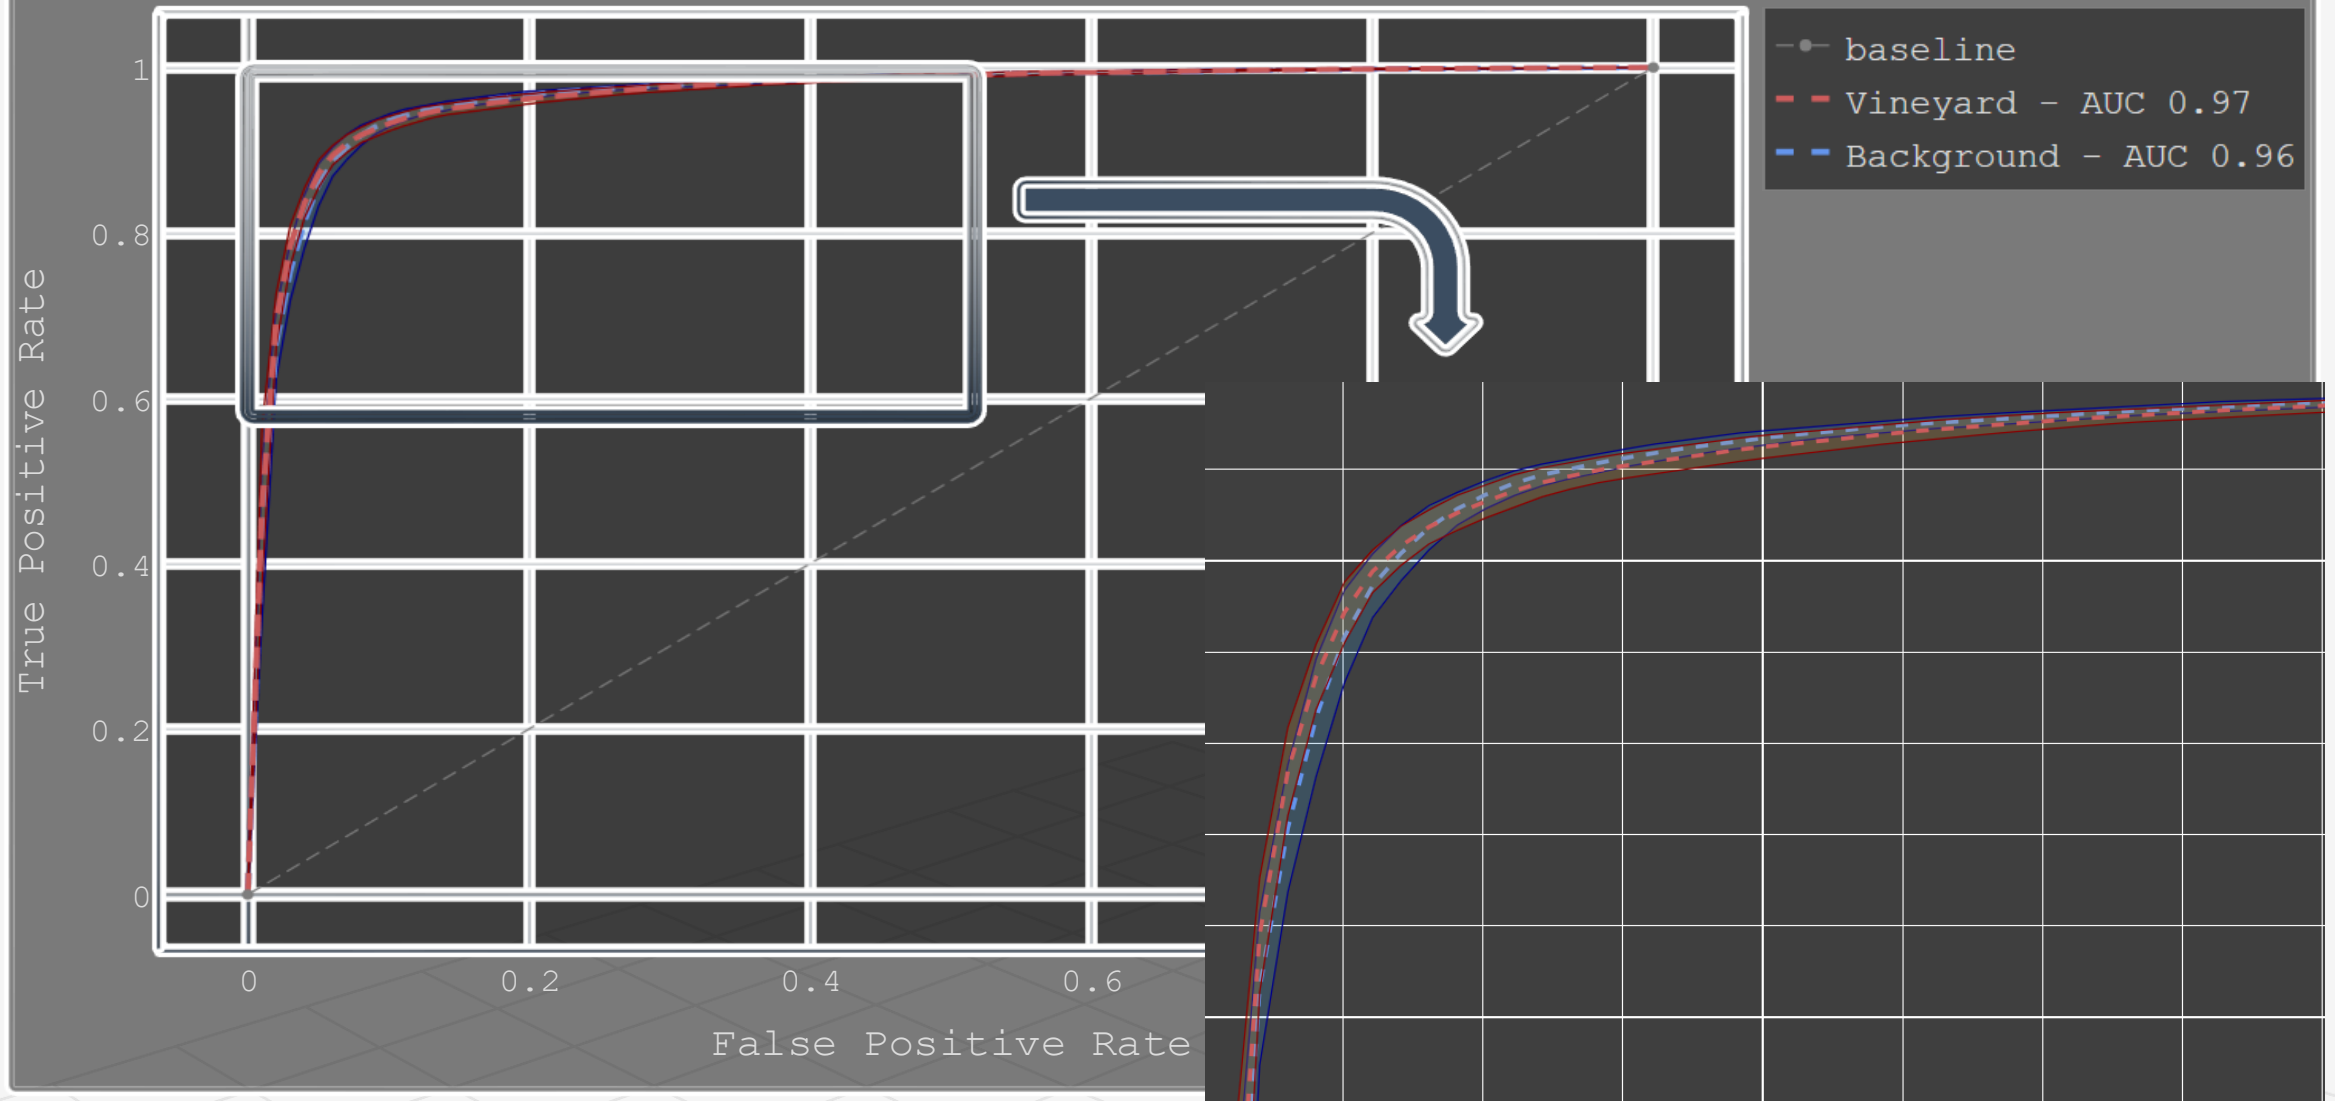 baseline
Vineyard - AUC 0.97
Background - AUC 0.96
True Positive Rate
1
0.8
0.6
0.4
0.2
0
0 0.2 0.4 0.6
False Positive Rate